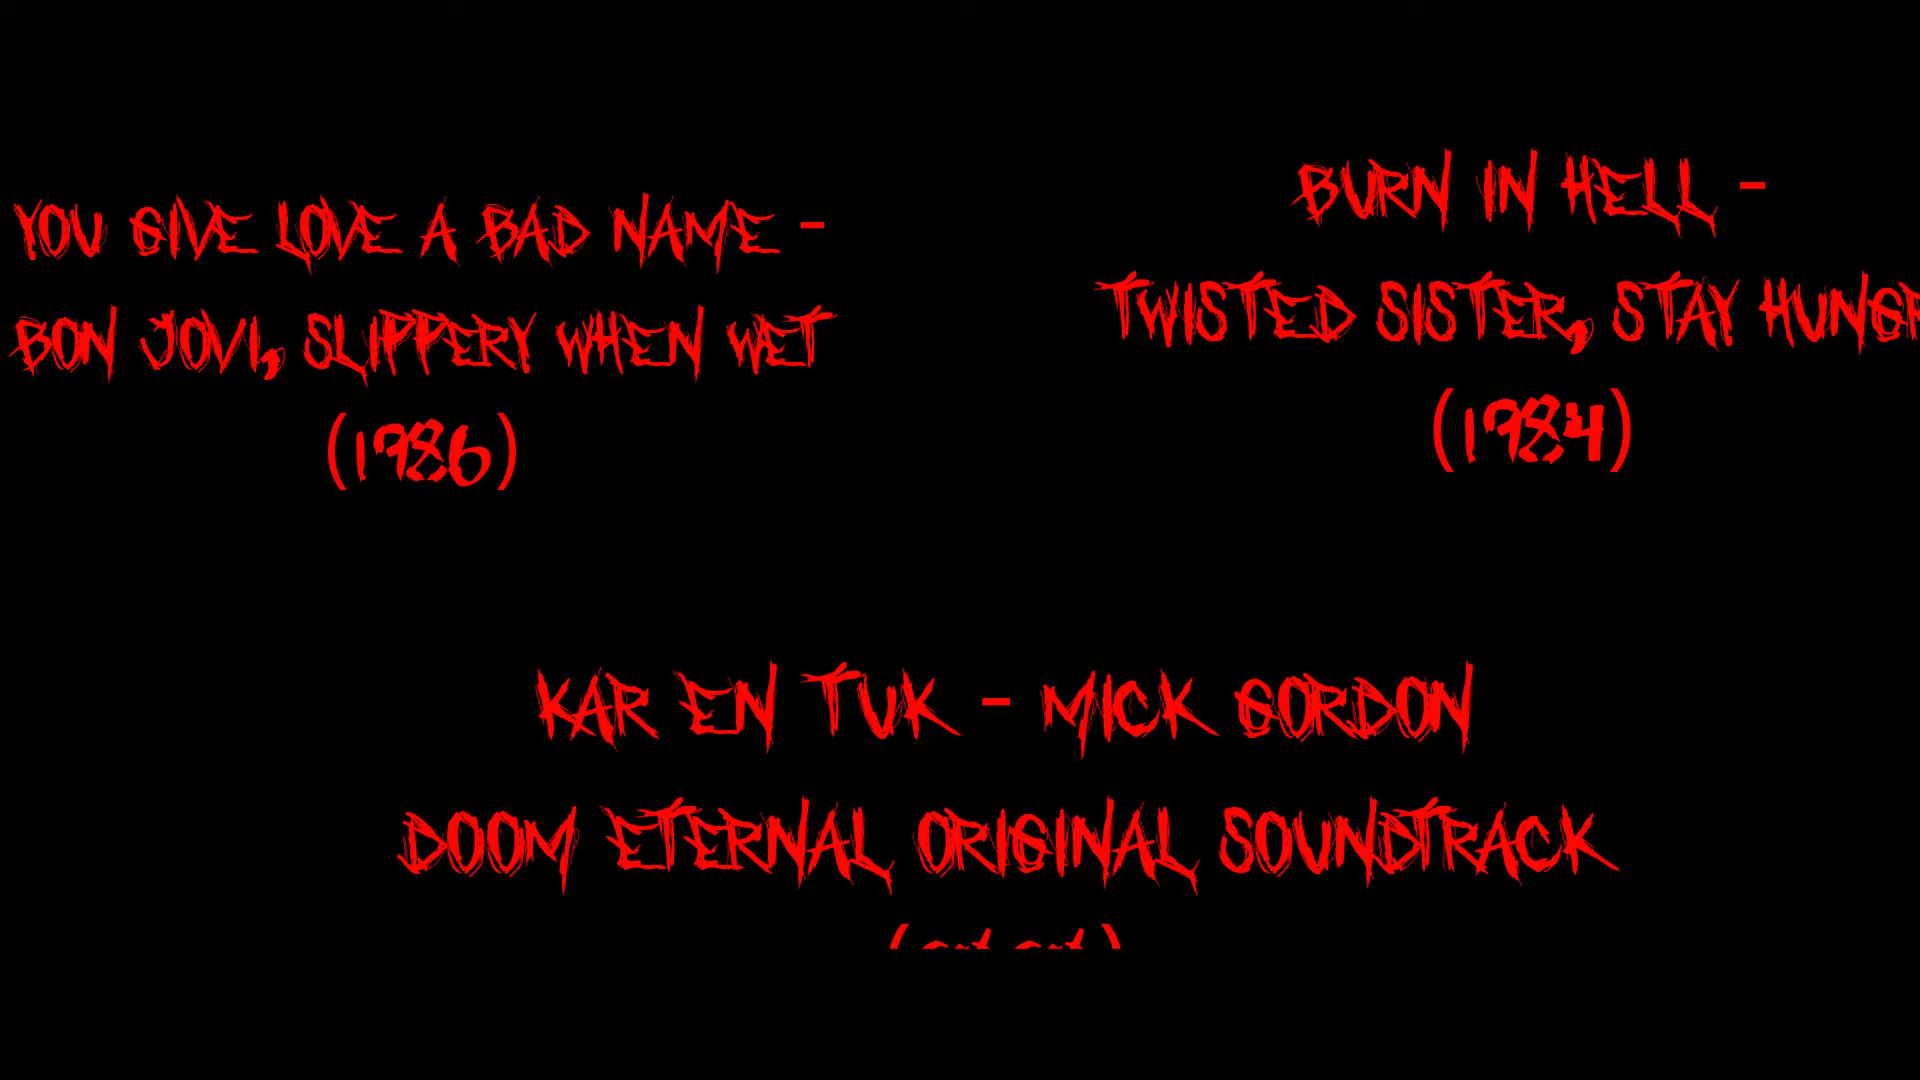 YOU GIVE LOVE A BAD NAME -
BON JOVI, SLIPPERY WHEN WET
(1986)
BURN IN HELL -
TWISTED SISTER, STAY HUNGR
(1984)
KAR EN TUK - MICK GORDON
DOOM ETERNAL ORIGINAL SOUNDTRACK